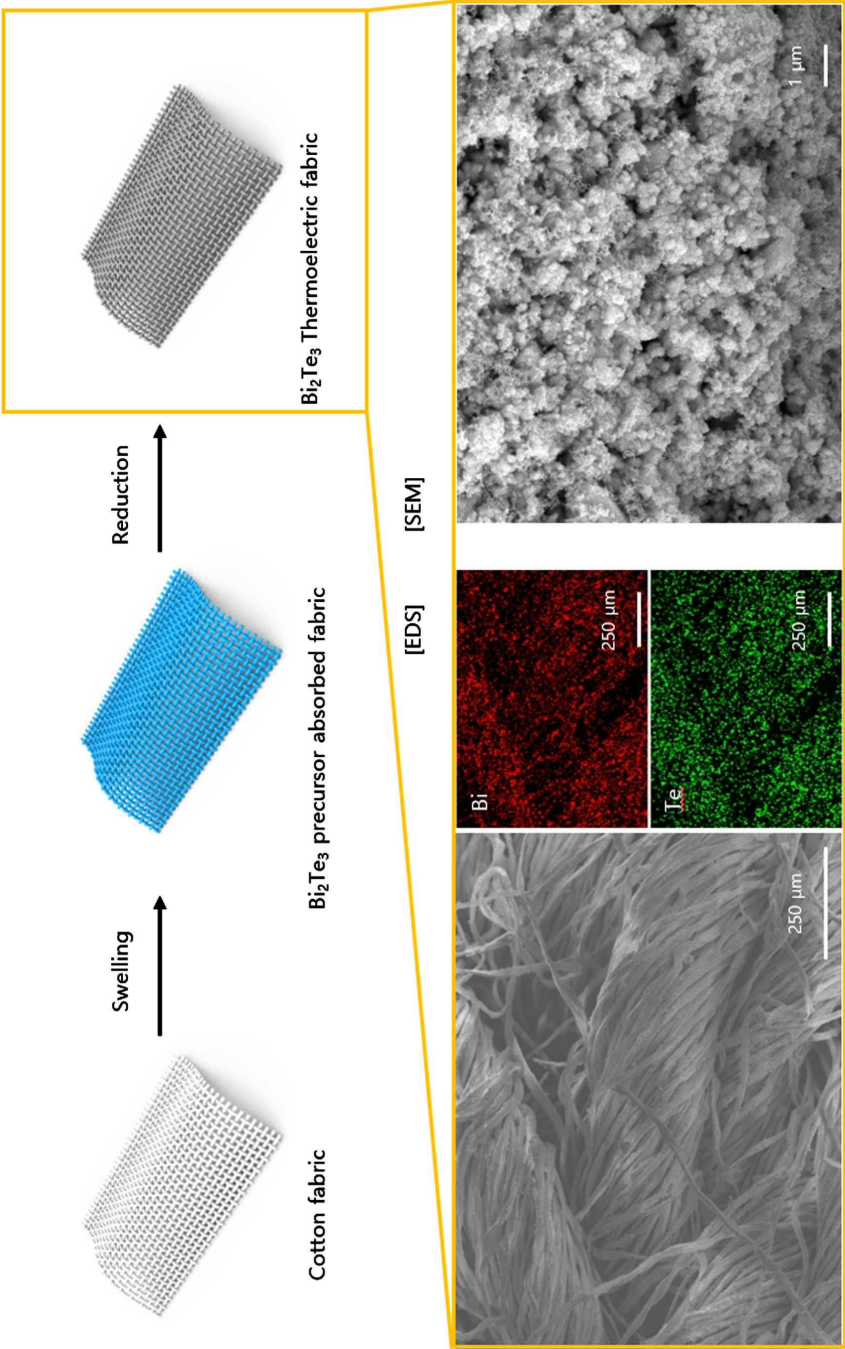 Swelling
Reduction
Cotton fabric
Bi₂Te₃ precursor absorbed fabric
Bi₂Te₃ Thermoelectric fabric
[EDS]
[SEM]
250 μm
Bi
250 μm
Te
250 μm
1 μm